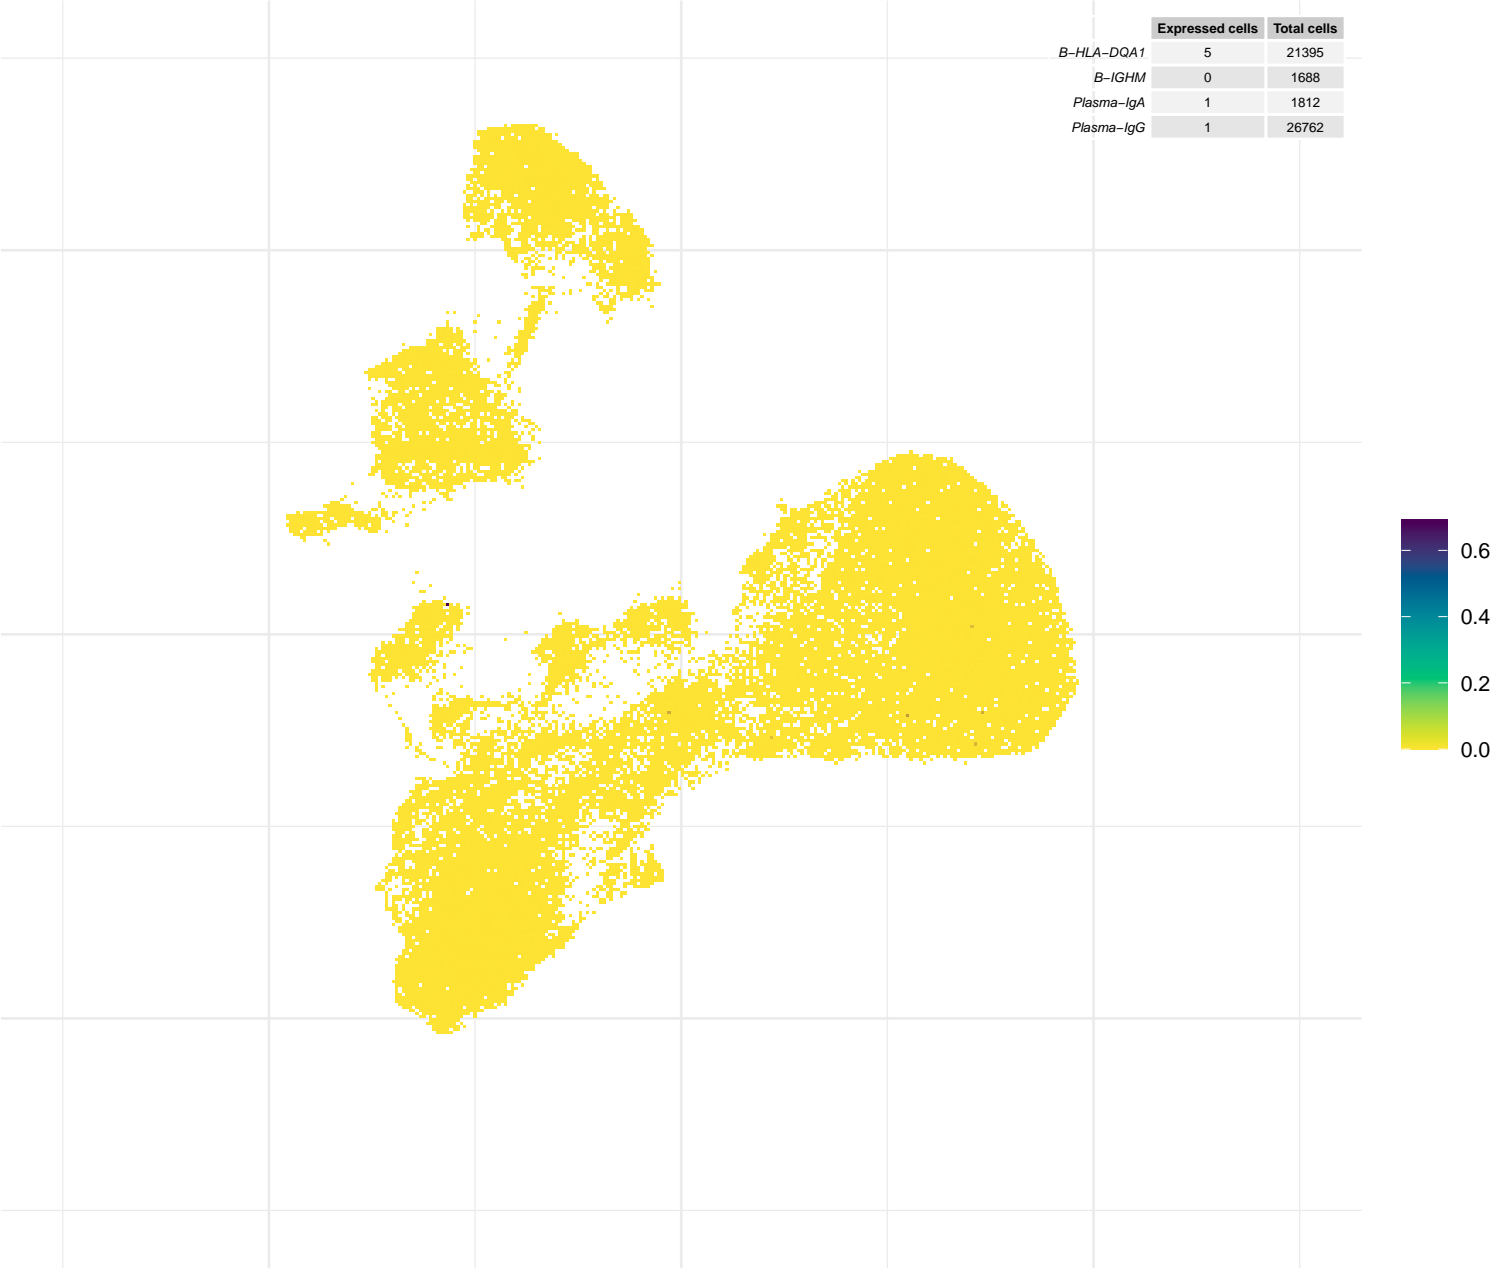 Expressed cells Total cells
B−HLA−DQA1 5 21395
B−IGHM 0 1688
Plasma−IgA 1 1812
Plasma−IgG 1 26762
0.6
0.4
0.2
0.0